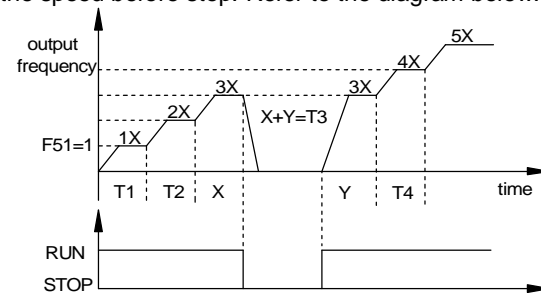 the speed before stop. Refer to the diagram below.
output
frequency
5X
4X
3X
3X
X+Y=T3
2X
F51=1
1X
T1
T2
X
Y
T4
time
RUN
STOP